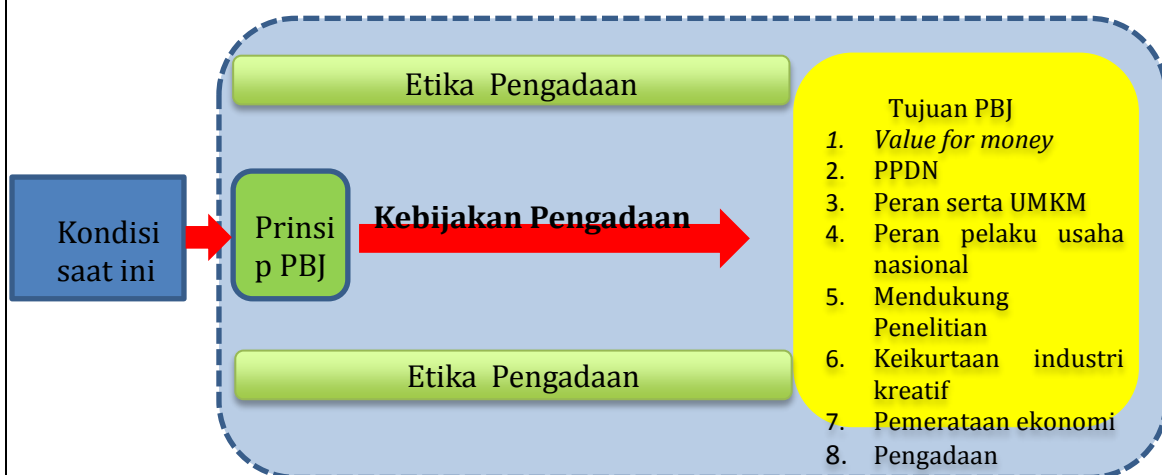 Etika Pengadaan
Kondisi
saat ini
Prinsi
p PBJ
Kebijakan Pengadaan
Etika Pengadaan
Tujuan PBJ
1. Value for money
2. PPDN
3. Peran serta UMKM
4. Peran pelaku usaha
nasional
5. Mendukung
Penelitian
6. Keikurtaan industri
kreatif
7. Pemerataan ekonomi
8. Pengadaan